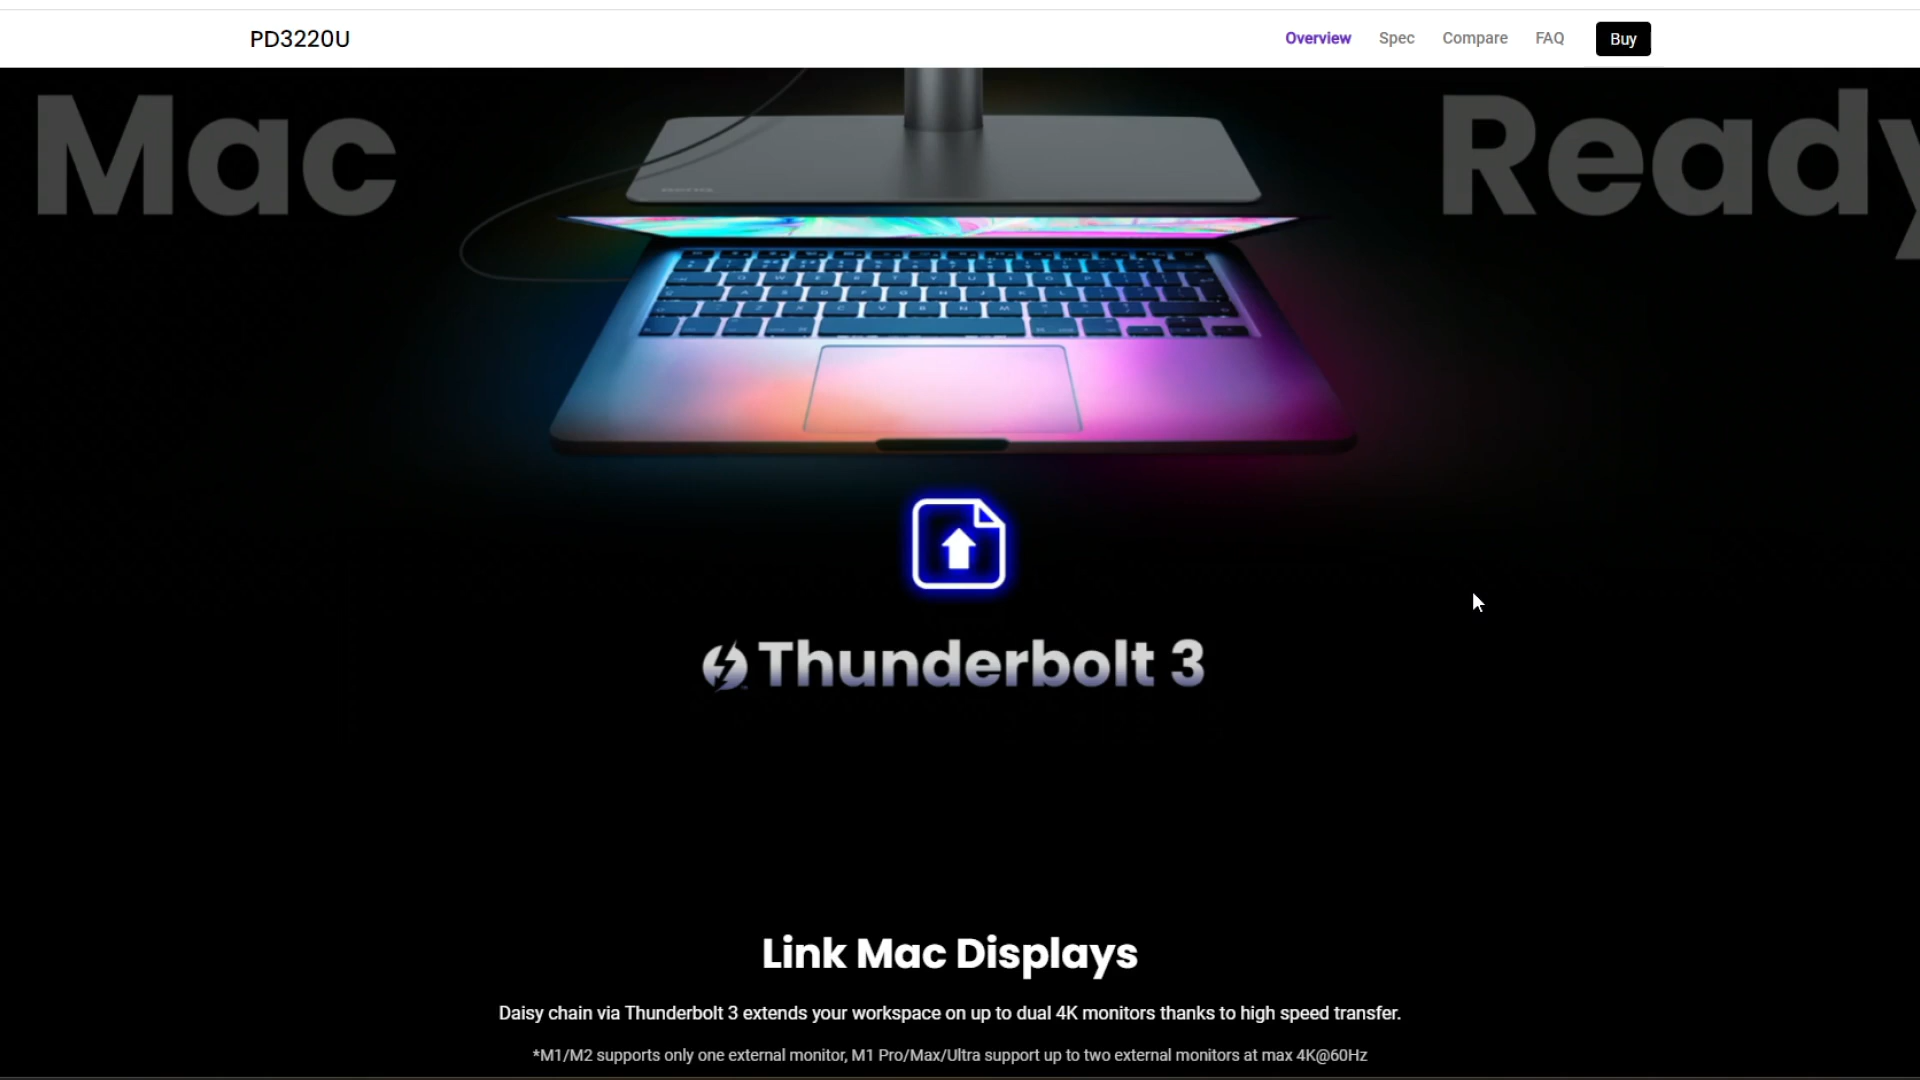 PD3220U
Overview Spec Compare FAQ Buy
Mac Ready
Thunderbolt 3
Link Mac Displays
Daisy chain via Thunderbolt 3 extends your workspace on up to dual 4K monitors thanks to high speed transfer.
*M1/M2 supports only one external monitor, M1 Pro/Max/Ultra support up to two external monitors at max 4K@60Hz